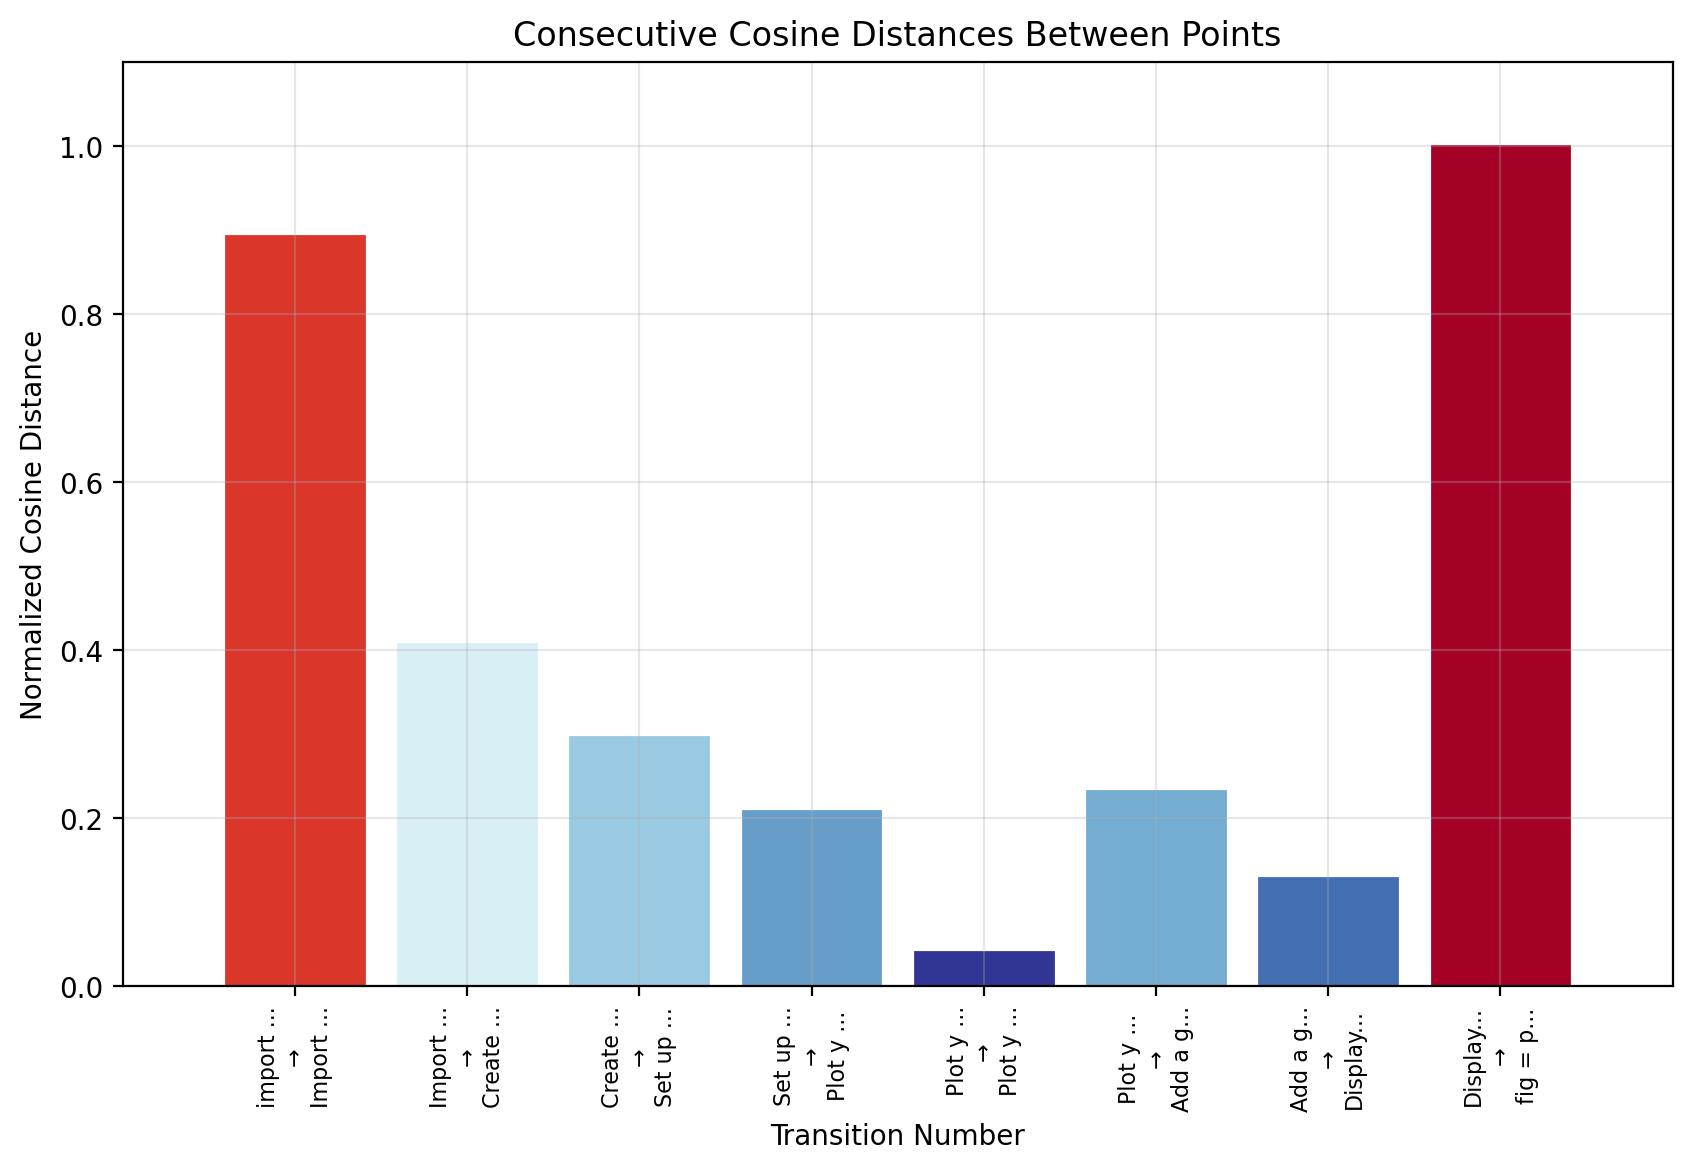 Consecutive Cosine Distances Between Points
Normalized Cosine Distance
1.0
0.8
0.6
0.4
0.2
0.0
import ...
→
Import ...
Import ...
→
Create ...
Create ...
→
Set up ...
Set up ...
→
Plot y ...
Plot y ...
→
Plot y ...
Plot y ...
→
Add a g...
Add a g...
→
Display...
Display...
→
fig = p...
Transition Number